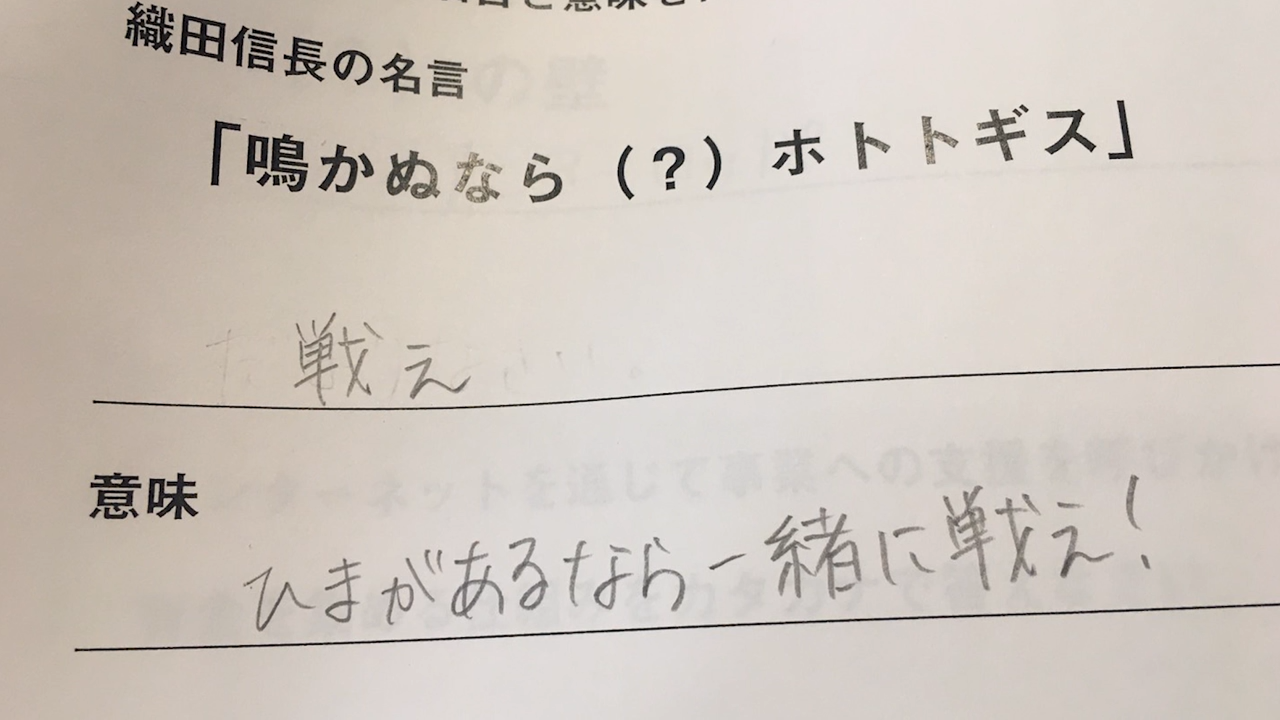 織田信長の名言
「鳴かぬなら（？）ホトトギス」
戦え
意味
ひまがあるなら一緒に戦え！